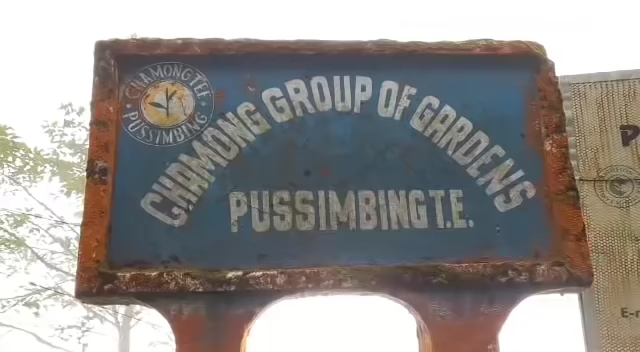 CHAMONG TEE
PUSSIMBING
CHAMONG GROUP OF GARDENS
PUSSIMBING T.E.